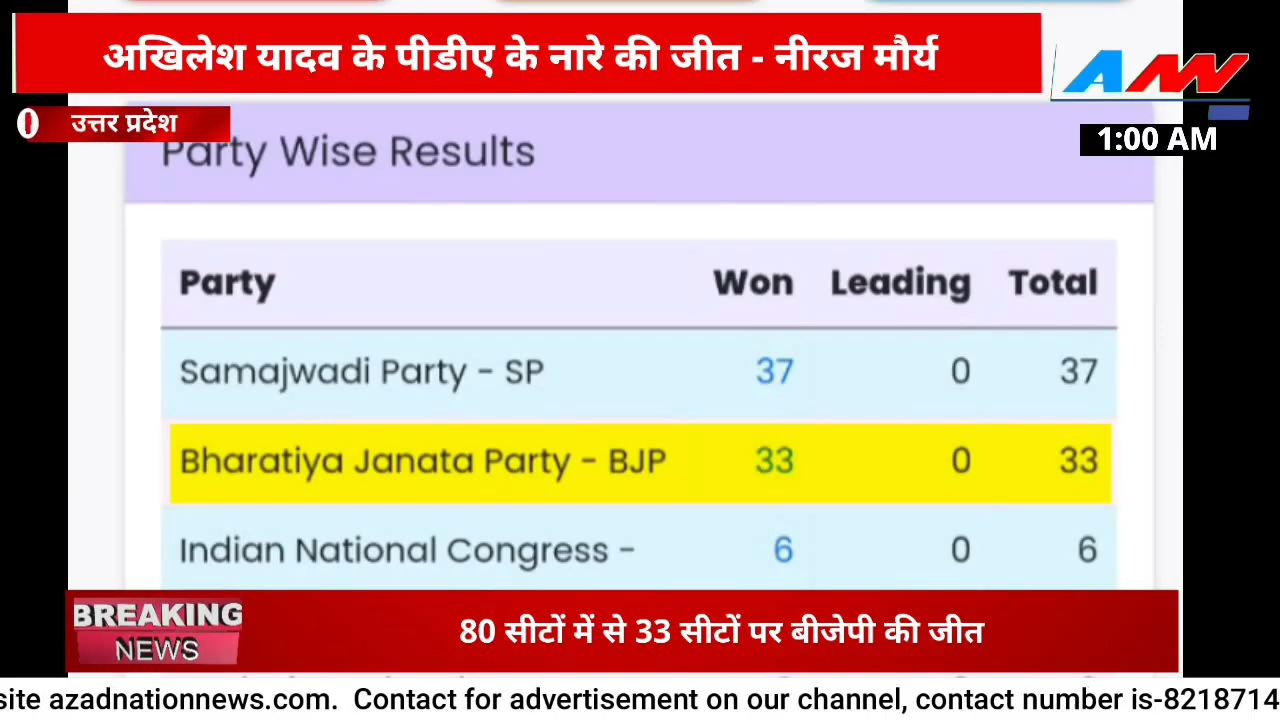 अखिलेश यादव के पीडीए के नारे की जीत - नीरज मौर्य
ANN
उत्तर प्रदेश
1:00 AM
Party Wise Results
Party Won Leading Total
Samajwadi Party - SP 37 0 37
Bharatiya Janata Party - BJP 33 0 33
Indian National Congress - 6 0 6
BREAKING
NEWS
80 सीटों में से 33 सीटों पर बीजेपी की जीत
site azadnationnews.com. Contact for advertisement on our channel, contact number is-8218714